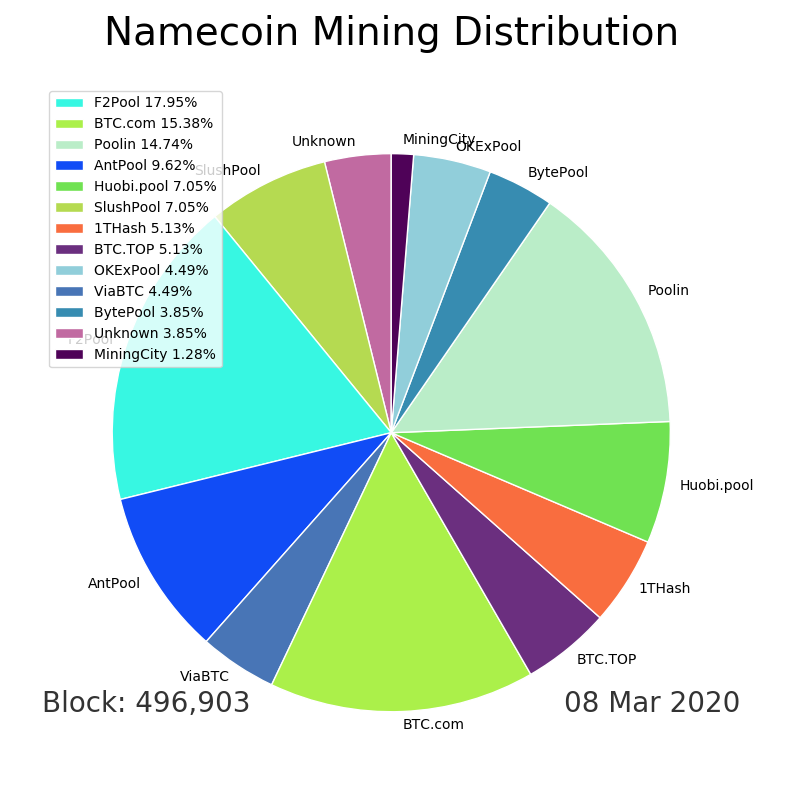 Namecoin Mining Distribution
F2Pool 17.95%
BTC.com 15.38%
Poolin 14.74%
AntPool 9.62%
Huobi.pool 7.05%
SlushPool 7.05%
1THash 5.13%
BTC.TOP 5.13%
OKExPool 4.49%
ViaBTC 4.49%
BytePool 3.85%
Unknown 3.85%
MiningCity 1.28%
MiningCity
Unknown
OKExPool
SlushPool
BytePool
Poolin
F2Pool
Huobi.pool
AntPool
1THash
BTC.TOP
ViaBTC
BTC.com
Block: 496,903
08 Mar 2020